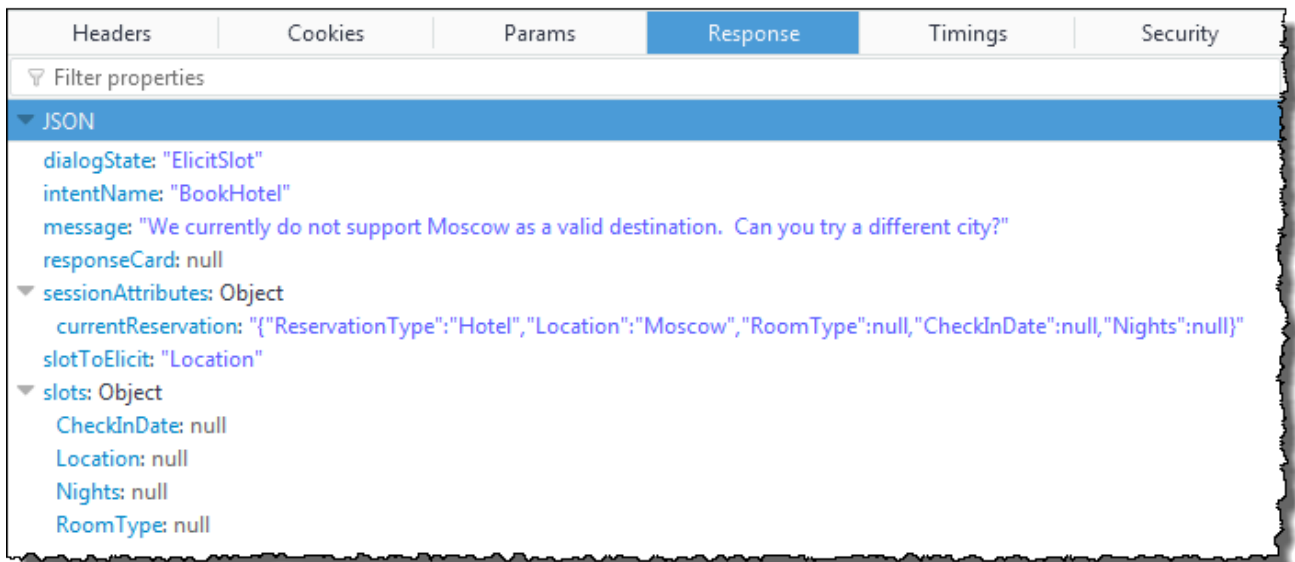 Headers Cookies Params Response Timings Security
Filter properties
JSON
dialogState: "ElicitSlot"
intentName: "BookHotel"
message: "We currently do not support Moscow as a valid destination.  Can you try a different city?"
responseCard: null
sessionAttributes: Object
currentReservation: "{"ReservationType":"Hotel","Location":"Moscow","RoomType":null,"CheckInDate":null,"Nights":null}"
slotToElicit: "Location"
slots: Object
CheckInDate: null
Location: null
Nights: null
RoomType: null